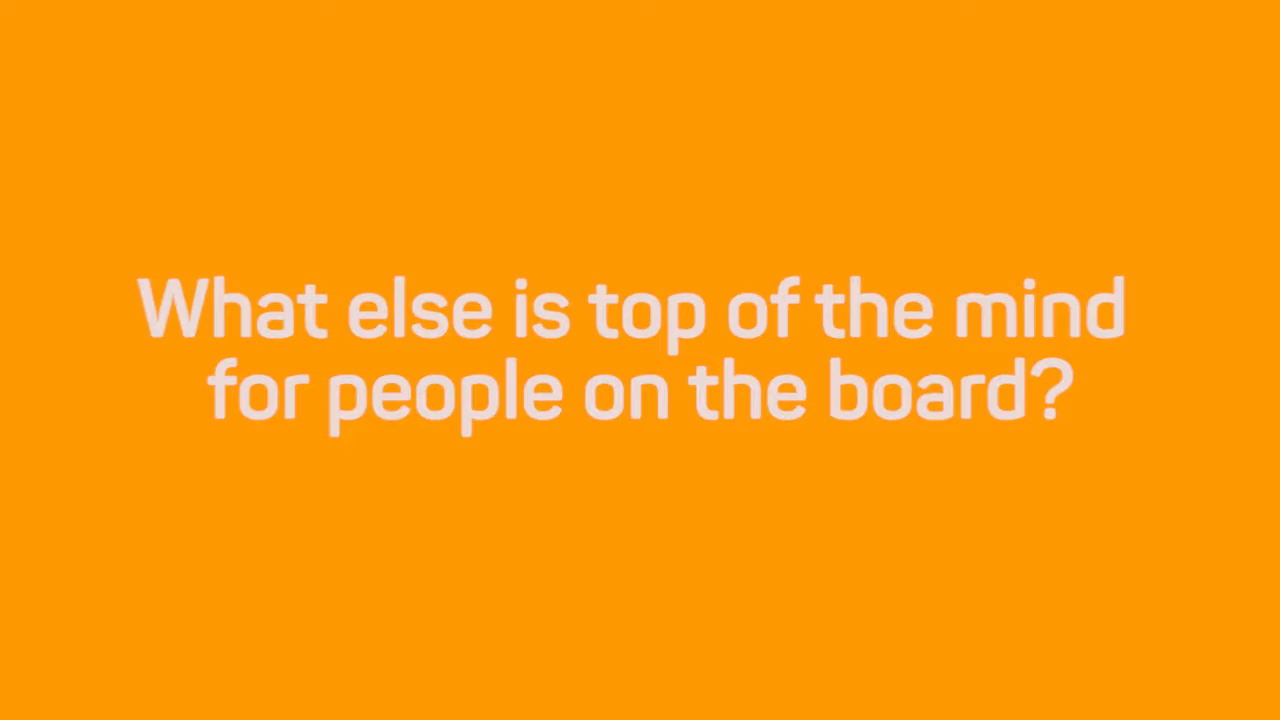 What else is top of the mind
for people on the board?